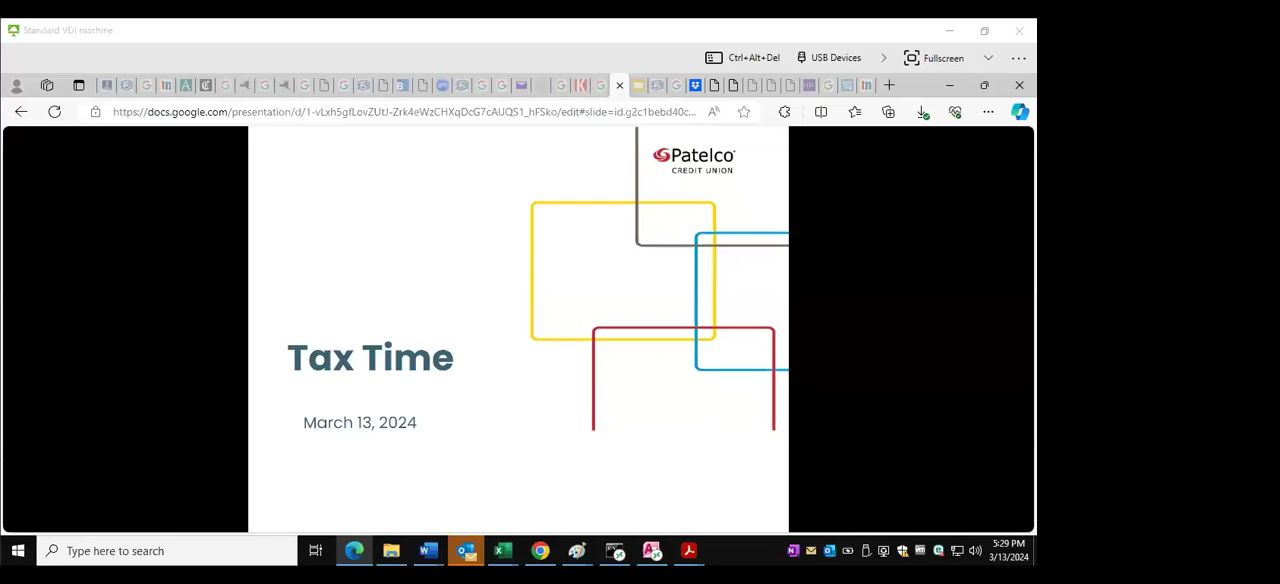 Standard VDI machine
Ctrl+Alt+Del
USB Devices
Fullscreen
https://docs.google.com/presentation/d/1-vLxh5gfLovZUtJ-Zrk4eWzCHXqDcG7cAUQS1_hFSko/edit#slide=id.g2c1bebd40c...
Patelco
CREDIT UNION
Tax Time
March 13, 2024
Type here to search
5:29 PM
3/13/2024